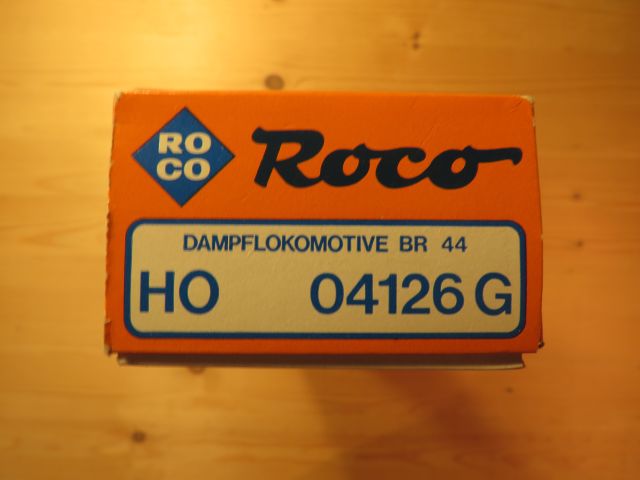 RO
CO
Roco
DAMPFLOKOMOTIVE BR 44
HO 04126 G